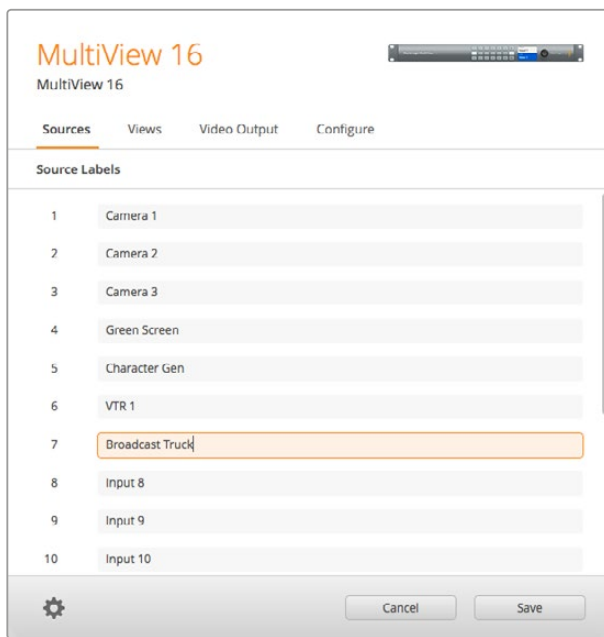 MultiView 16
MultiView 16
Sources Views Video Output Configure
Source Labels
1 Camera 1
2 Camera 2
3 Camera 3
4 Green Screen
5 Character Gen
6 VTR 1
7 Broadcast Truck
8 Input 8
9 Input 9
10 Input 10
Cancel Save